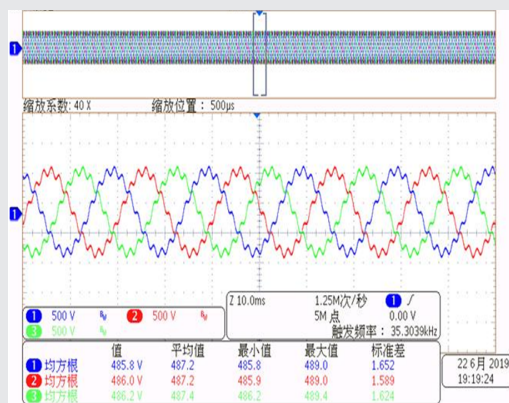 1
缩放系数: 40 X 缩放位置： 500μs
1
1 500 V 2 500 V
3 500 V
Z 10.0ms 1.25M次/秒 1
5M 点 0.00 V
触发频率： 35.3039kHz
值 平均值 最小值 最大值 标准差
1 均方根 485.8 V 487.2 485.8 489.0 1.652
2 均方根 486.0 V 487.2 485.9 489.0 1.589
3 均方根 486.2 V 487.4 486.2 489.4 1.624
22 6月 2019
19:19:24